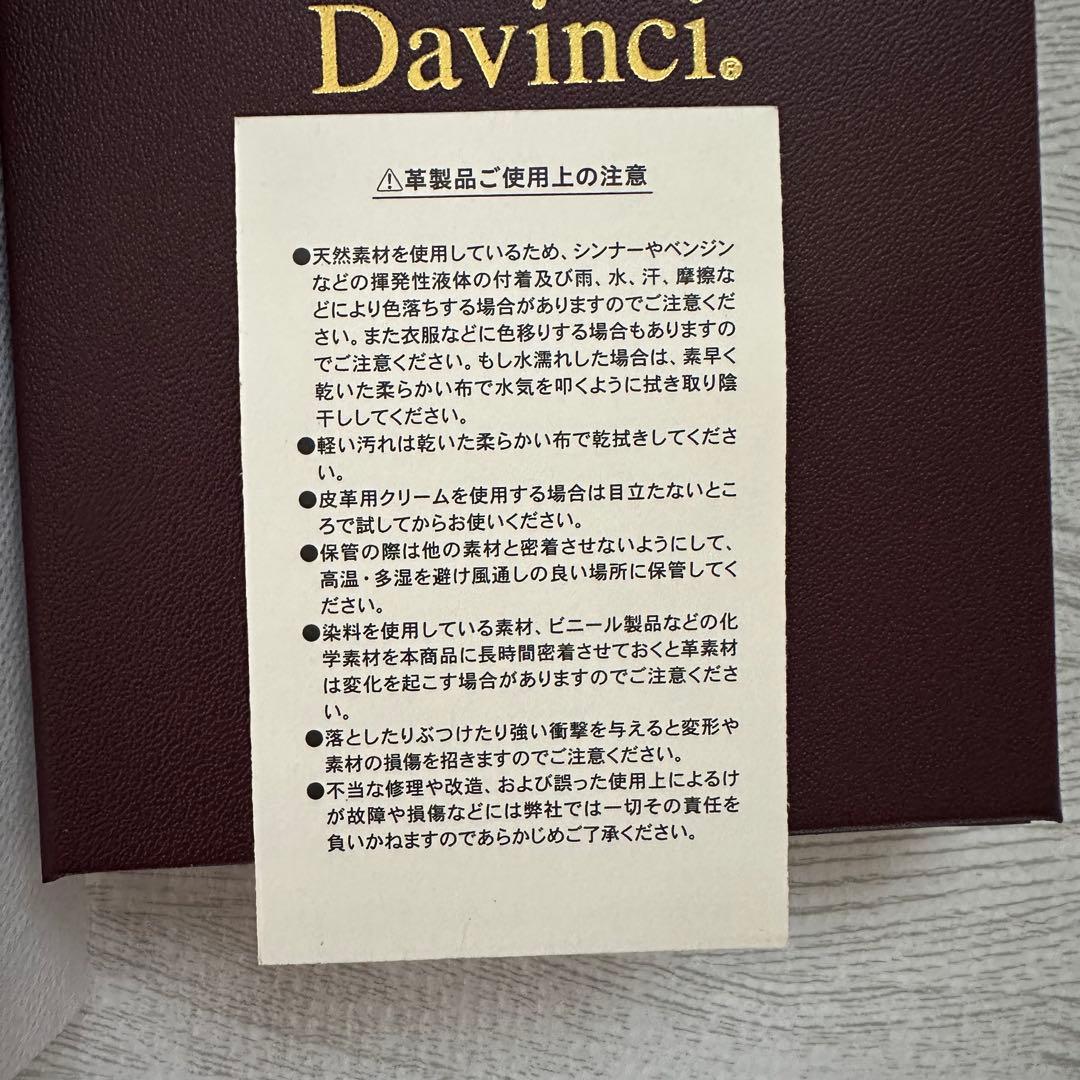 Davinci.®
⚠革製品ご使用上の注意
●天然素材を使用しているため、シンナーやベンジン
などの揮発性液体の付着及び雨、水、汗、摩擦な
どにより色落ちする場合がありますのでご注意くだ
さい。また衣服などに色移りする場合もありますの
でご注意ください。もし水濡れした場合は、素早く
乾いた柔らかい布で水気を叩くように拭き取り陰
干ししてください。
●軽い汚れは乾いた柔らかい布で乾拭きしてくださ
い。
●皮革用クリームを使用する場合は目立たないとこ
ろで試してからお使いください。
●保管の際は他の素材と密着させないようにして、
高温・多湿を避け風通しの良い場所に保管してく
ださい。
●染料を使用している素材、ビニール製品などの化
学素材を本商品に長時間密着させておくと革素材
は変化を起こす場合がありますのでご注意くださ
い。
●落としたりぶつけたり強い衝撃を与えると変形や
素材の損傷を招きますのでご注意ください。
●不当な修理や改造、および誤った使用上によるけ
が故障や損傷などには弊社では一切その責任を
負いかねますのであらかじめご了承ください。